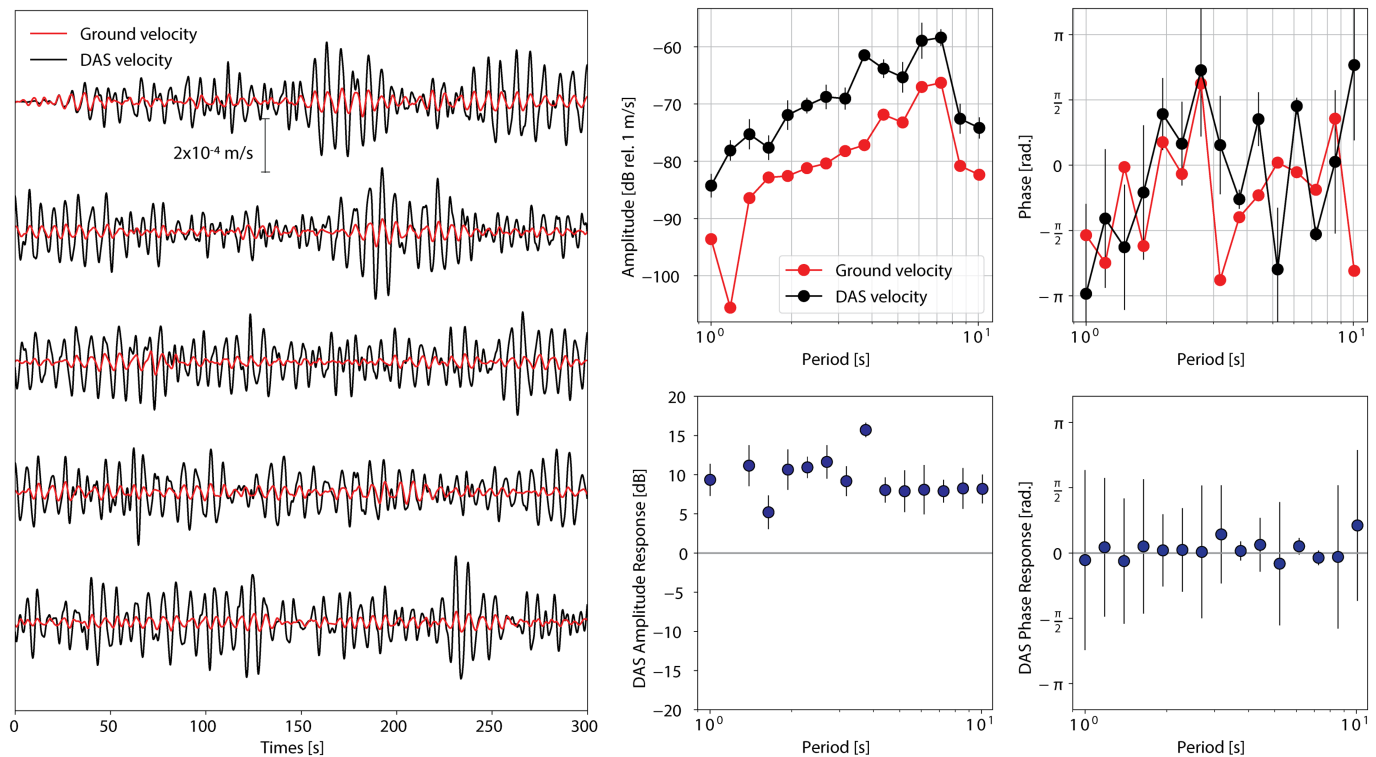 Ground velocity
DAS velocity
2x10⁻⁴ m/s
0 50 100 150 200 250 300
Times [s]
Amplitude [dB rel. 1 m/s]
−60
−70
−80
−90
−100
Ground velocity
DAS velocity
10⁰ 10¹
Period [s]
Phase [rad.]
π
π/2
0
−π/2
−π
10⁰ 10¹
Period [s]
DAS Amplitude Response [dB]
20
15
10
5
0
−5
−10
−15
−20
10⁰ 10¹
Period [s]
DAS Phase Response [rad.]
π
π/2
0
−π/2
−π
10⁰ 10¹
Period [s]